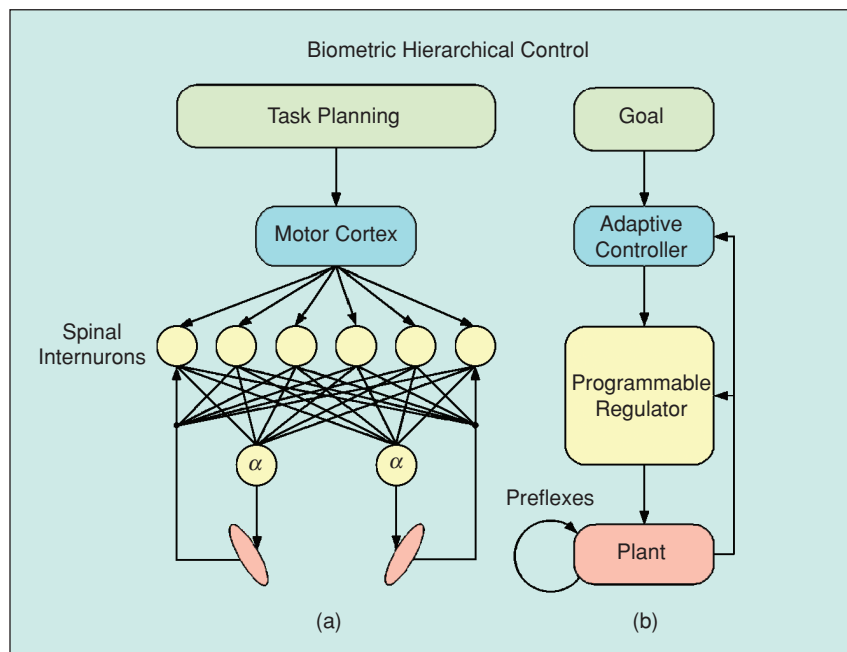 Biometric Hierarchical Control
Task Planning
Goal
Motor Cortex
Adaptive
Controller
Spinal
Internurons
Programmable
Regulator
α
α
Preflexes
Plant
(a)
(b)